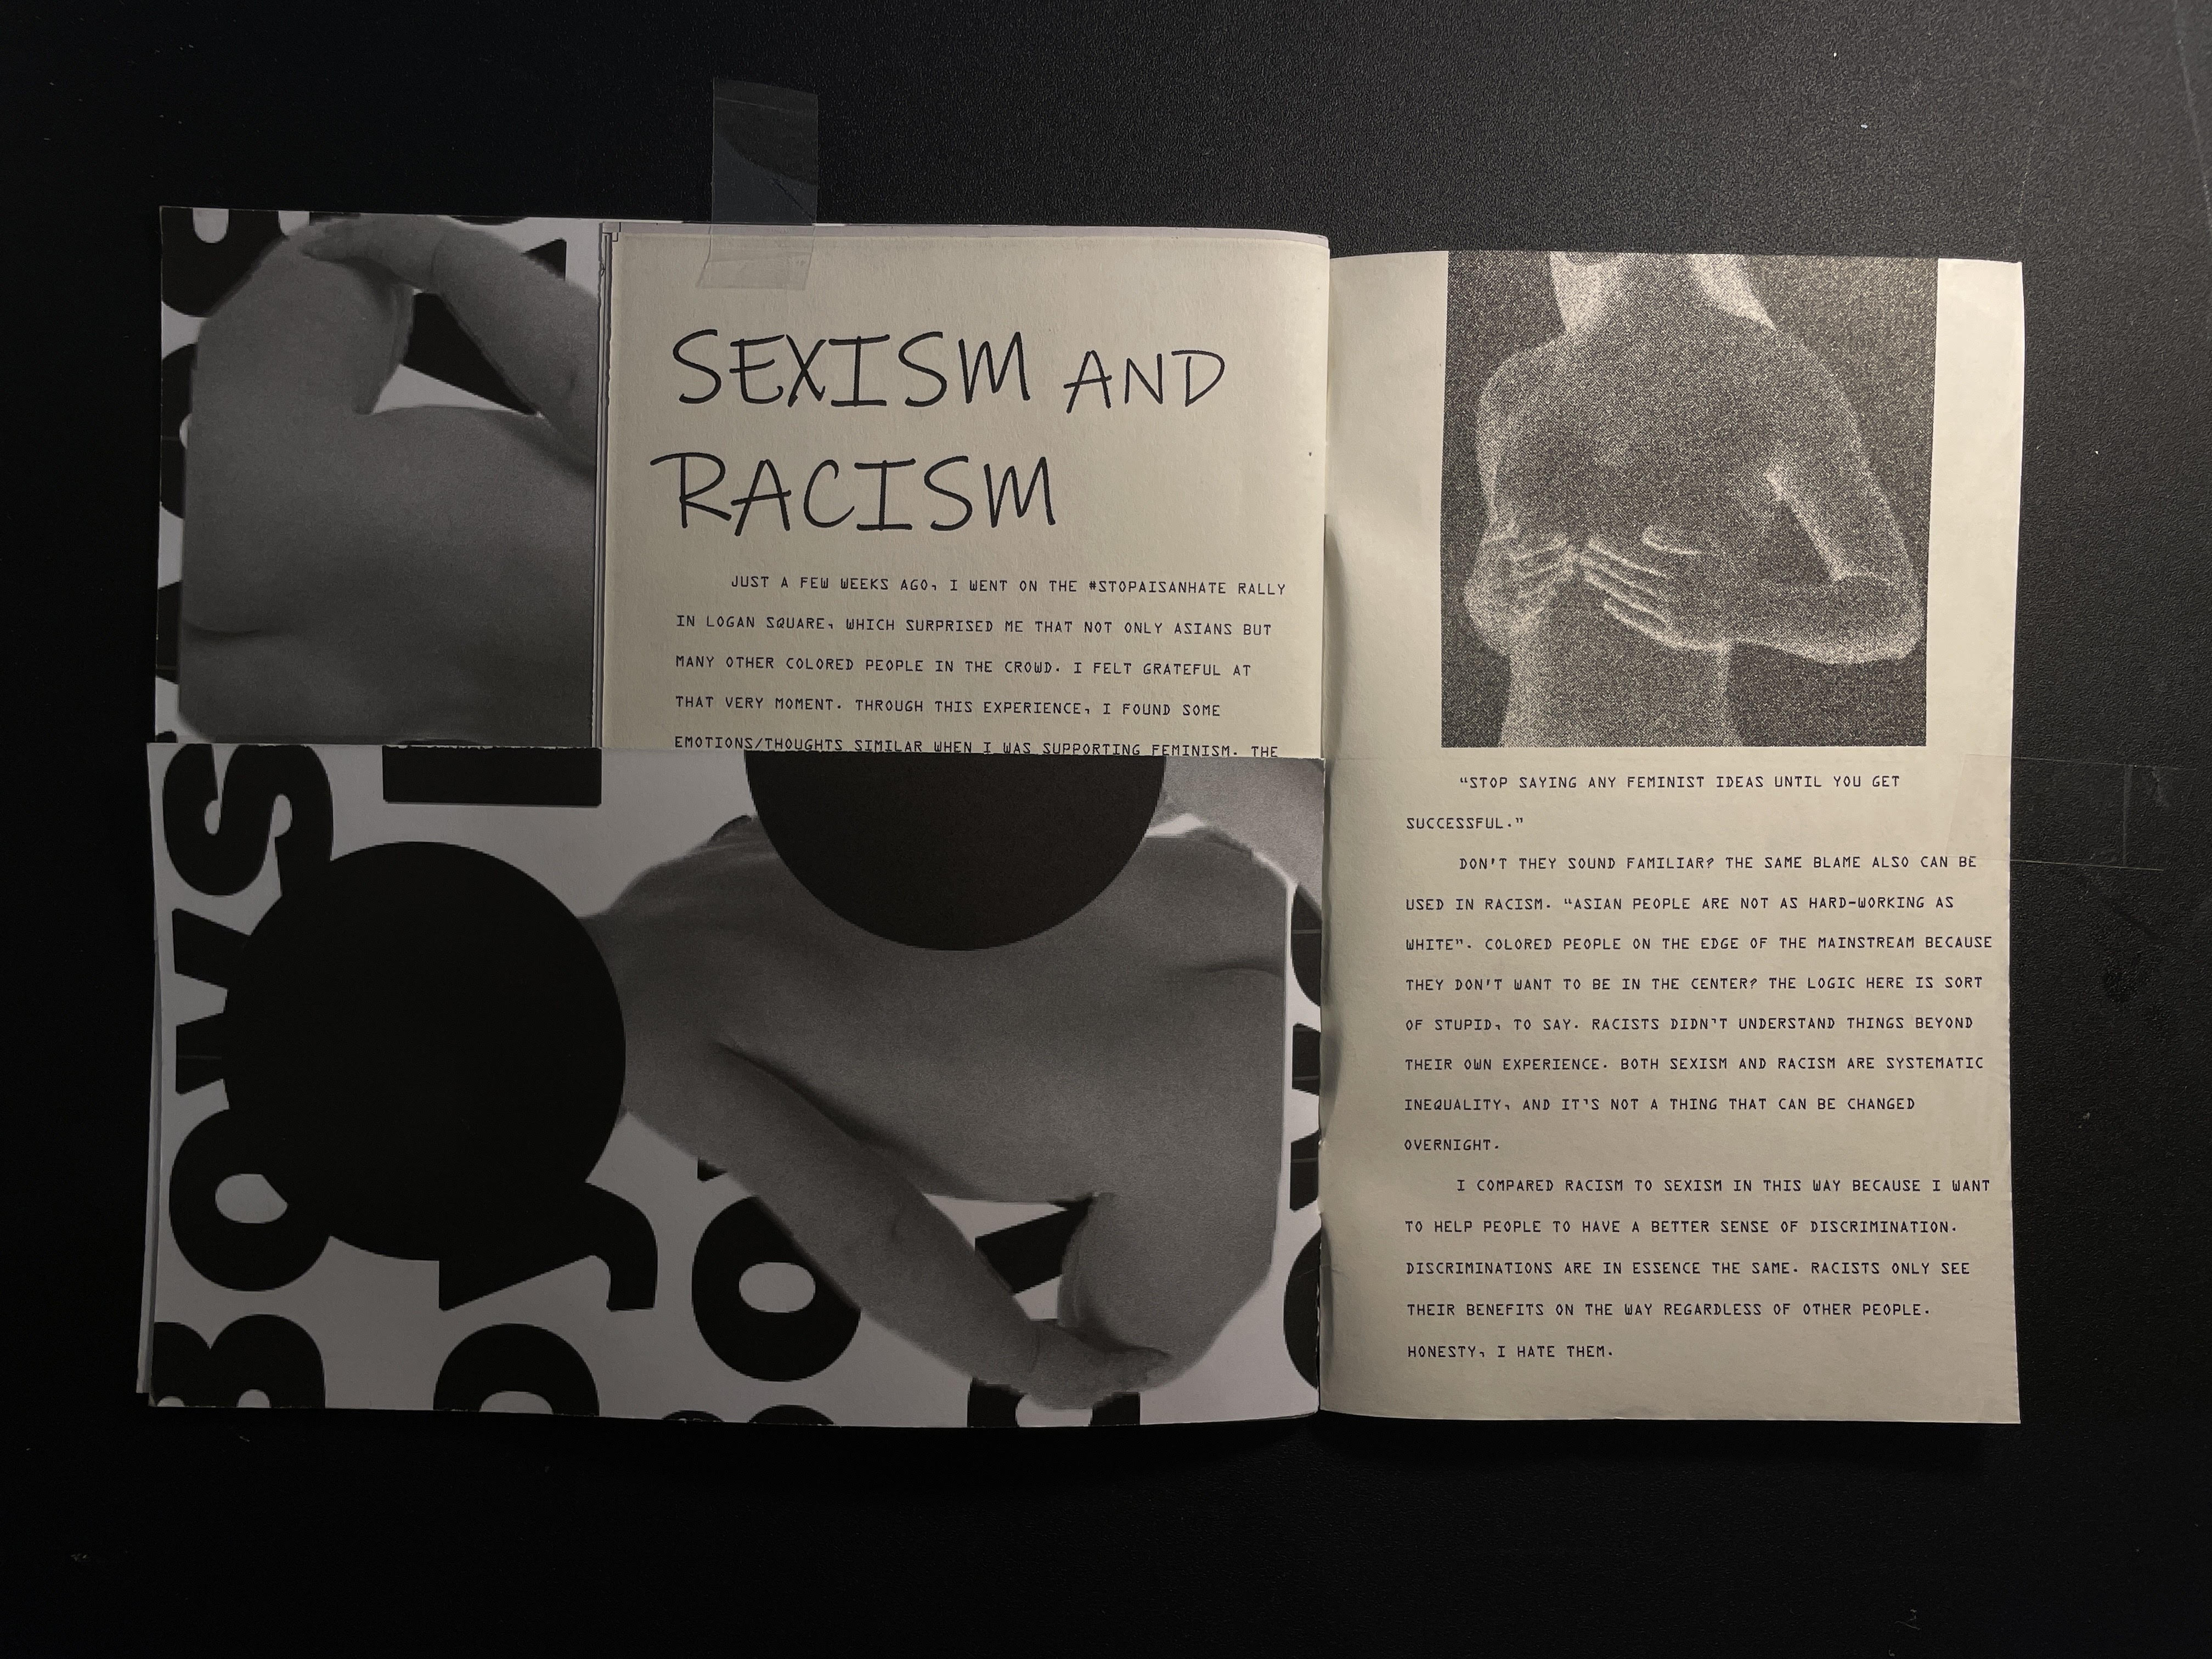 SEXISM AND
RACISM
JUST A FEW WEEKS AGO, I WENT ON THE #STOPAISANHATE RALLY
IN LOGAN SQUARE, WHICH SURPRISED ME THAT NOT ONLY ASIANS BUT
MANY OTHER COLORED PEOPLE IN THE CROWD. I FELT GRATEFUL AT
THAT VERY MOMENT. THROUGH THIS EXPERIENCE, I FOUND SOME
EMOTIONS/THOUGHTS SIMILAR WHEN I WAS SUPPORTING FEMINISM. THE
“STOP SAYING ANY FEMINIST IDEAS UNTIL YOU GET
SUCCESSFUL.”
DON'T THEY SOUND FAMILIAR? THE SAME BLAME ALSO CAN BE
USED IN RACISM. “ASIAN PEOPLE ARE NOT AS HARD-WORKING AS
WHITE”. COLORED PEOPLE ON THE EDGE OF THE MAINSTREAM BECAUSE
THEY DON'T WANT TO BE IN THE CENTER? THE LOGIC HERE IS SORT
OF STUPID, TO SAY. RACISTS DIDN'T UNDERSTAND THINGS BEYOND
THEIR OWN EXPERIENCE. BOTH SEXISM AND RACISM ARE SYSTEMATIC
INEQUALITY, AND IT'S NOT A THING THAT CAN BE CHANGED
OVERNIGHT.
I COMPARED RACISM TO SEXISM IN THIS WAY BECAUSE I WANT
TO HELP PEOPLE TO HAVE A BETTER SENSE OF DISCRIMINATION.
DISCRIMINATIONS ARE IN ESSENCE THE SAME. RACISTS ONLY SEE
THEIR BENEFITS ON THE WAY REGARDLESS OF OTHER PEOPLE.
HONESTY, I HATE THEM.